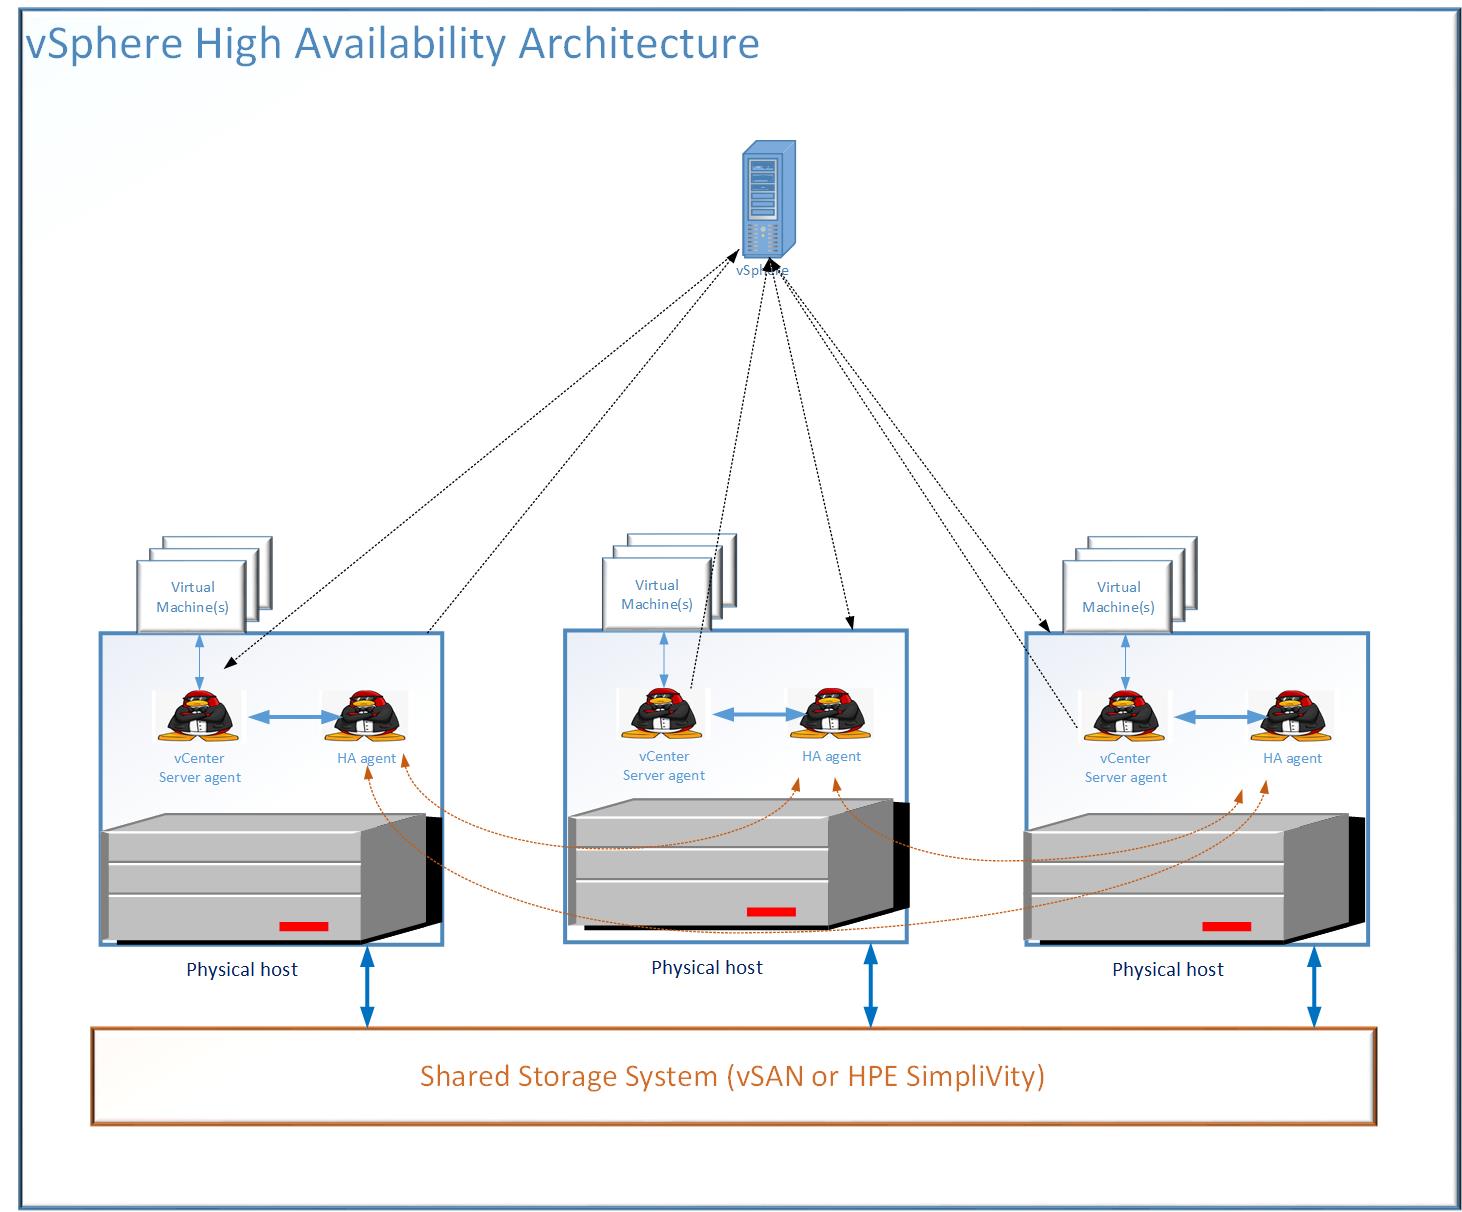 vSphere High Availability Architecture
vSphere
Virtual
Machine(s)
Virtual
Machine(s)
Virtual
Machine(s)
vCenter
Server agent
HA agent
vCenter
Server agent
HA agent
vCenter
Server agent
HA agent
Physical host
Physical host
Physical host
Shared Storage System (vSAN or HPE SimpliVity)